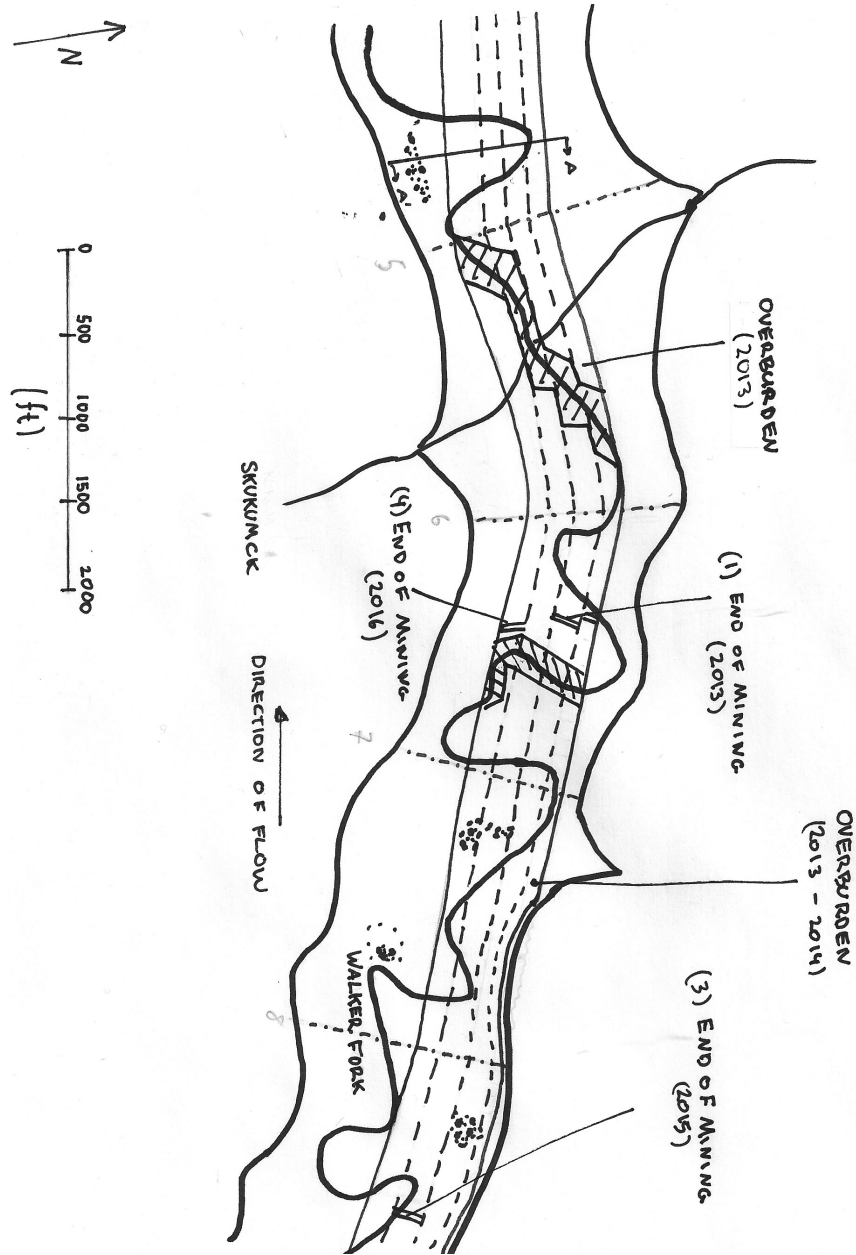 N
0
500
1000
1500
2000
(ft)
A
A'
5
6
7
8
OVERBURDEN
(2013)
(1) END OF MINING
(2013)
(4) END OF MINING
(2016)
SKUKUMCK
DIRECTION OF FLOW
OVERBURDEN
(2013 - 2014)
WALKER FORK
(3) END OF MINING
(2015)